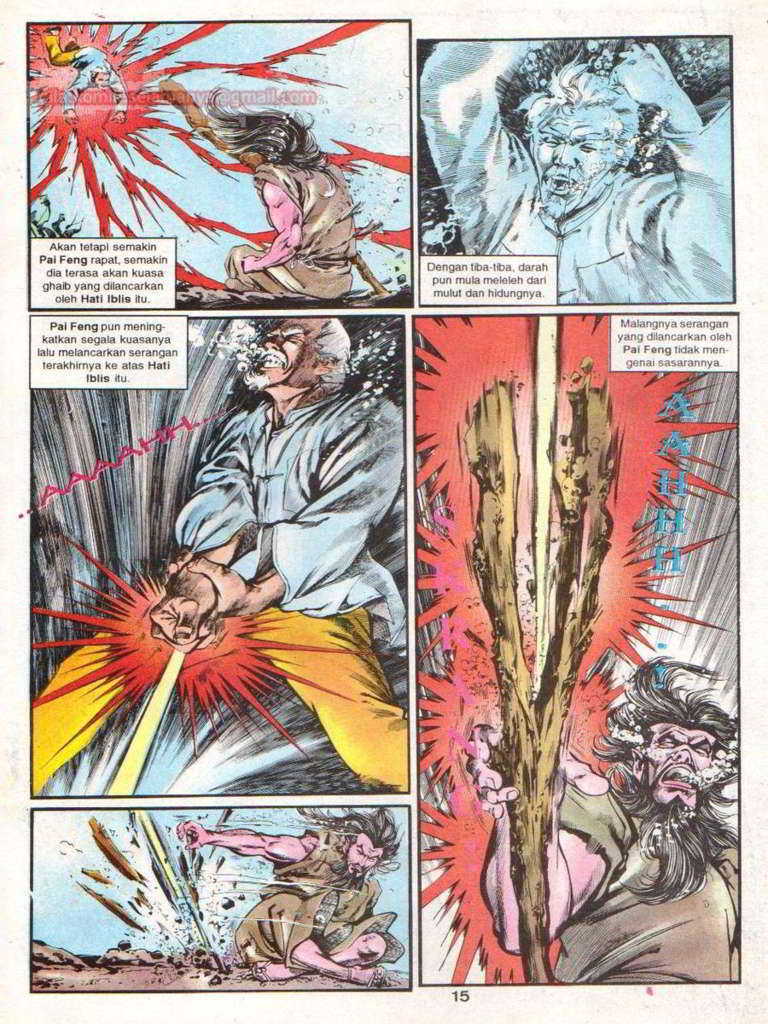 Akan tetapi semakin
Pai Feng rapat, semakin
dia terasa akan kuasa
ghaib yang dilancarkan
oleh Hati Iblis itu.
Dengan tiba-tiba, darah
pun mula meleleh dari
mulut dan hidungnya.
Pai Feng pun mening-
katkan segala kuasanya
lalu melancarkan serangan
terakhirnya ke atas Hati
Iblis itu.
...AAAAAHH...
Malangnya serangan
yang dilancarkan oleh
Pai Feng tidak men-
genai sasarannya.
15